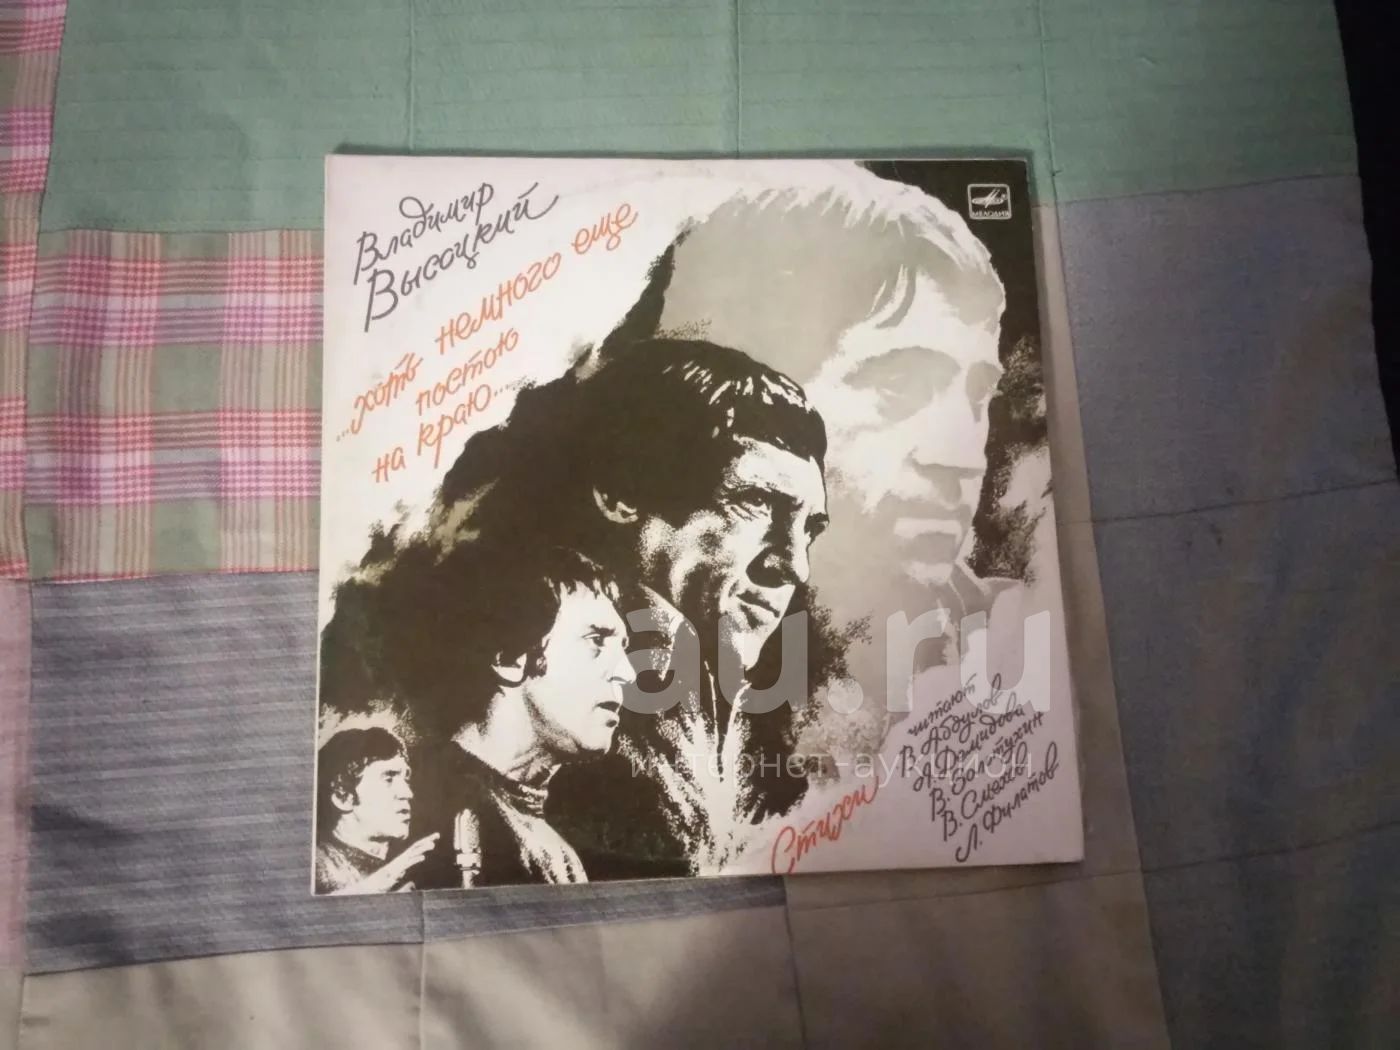 Владимир
Высоцкий
...хоть немного еще
постою
на краю...
МЕЛОДИЯ
au.ru
интернет-аукцион
Стихи
читают
В. Абдулов
А. Демидова
В. Золотухин
В. Смехов
Л. Филатов